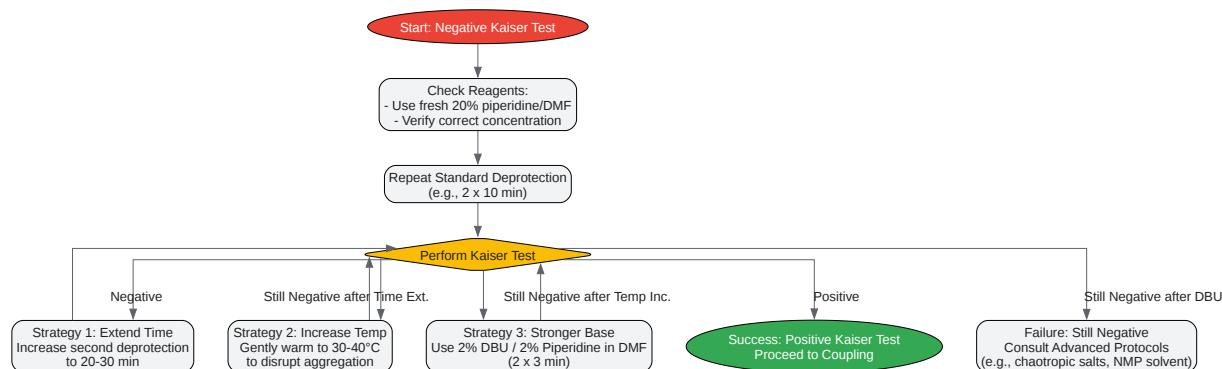 Start: Negative Kaiser Test
Check Reagents:
- Use fresh 20% piperidine/DMF
- Verify correct concentration
Repeat Standard Deprotection
(e.g., 2 x 10 min)
Perform Kaiser Test
Negative
Still Negative after Time Ext.
Still Negative after Temp Inc.
Positive
Still Negative after DBU
Strategy 1: Extend Time
Increase second deprotection
to 20-30 min
Strategy 2: Increase Temp
Gently warm to 30-40°C
to disrupt aggregation
Strategy 3: Stronger Base
Use 2% DBU / 2% Piperidine in DMF
(2 x 3 min)
Success: Positive Kaiser Test
Proceed to Coupling
Failure: Still Negative
Consult Advanced Protocols
(e.g., chaotropic salts, NMP solvent)